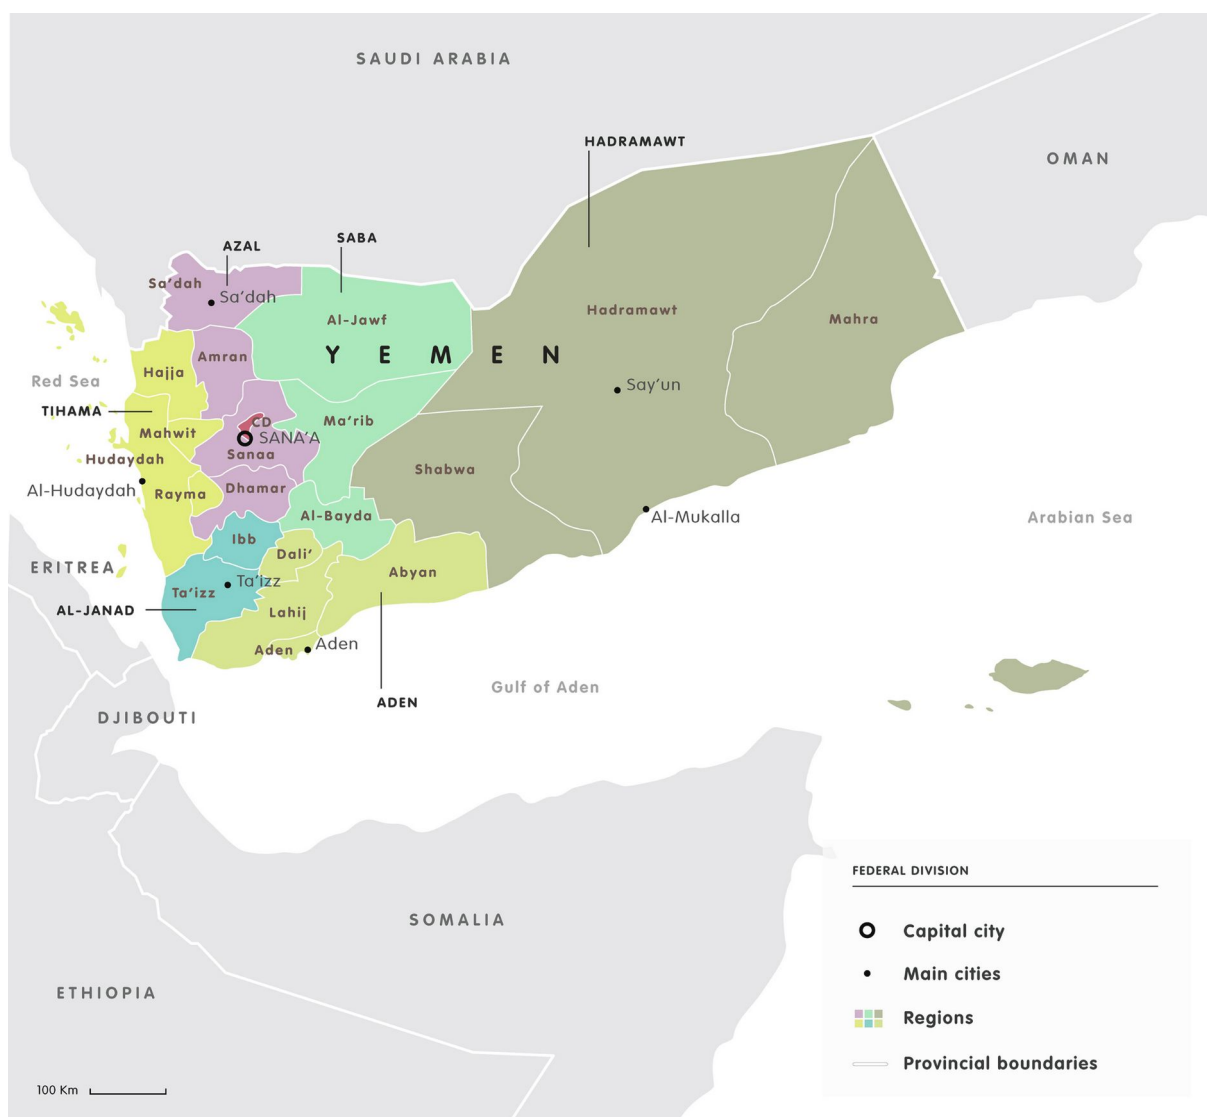 SAUDI ARABIA
HADRAMAWT
OMAN
AZAL
SABA
Sa’dah
Sa’dah
Al-Jawf
Hadramawt
Mahra
YEMEN
Amran
Hajja
Red Sea
Say’un
TIHAMA
CD
Ma’rib
Mahwit
SANA’A
Sanaa
Hudaydah
Shabwa
Al-Hudaydah
Rayma
Dhamar
Al-Bayda
Al-Mukalla
Arabian Sea
Ibb
Dali’
ERITREA
Abyan
Ta’izz
Ta’izz
AL-JANAD
Lahij
Aden
Aden
Gulf of Aden
ADEN
DJIBOUTI
FEDERAL DIVISION
SOMALIA
Capital city
Main cities
ETHIOPIA
Regions
Provincial boundaries
100 Km